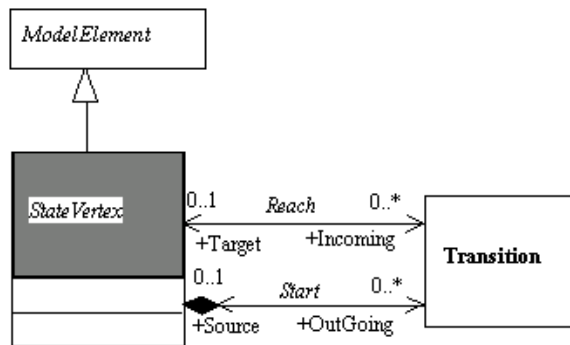 ModelElement
StateVertex
0..1 Reach 0..*
+Target +Incoming
Transition
0..1 Start 0..*
+Source +OutGoing